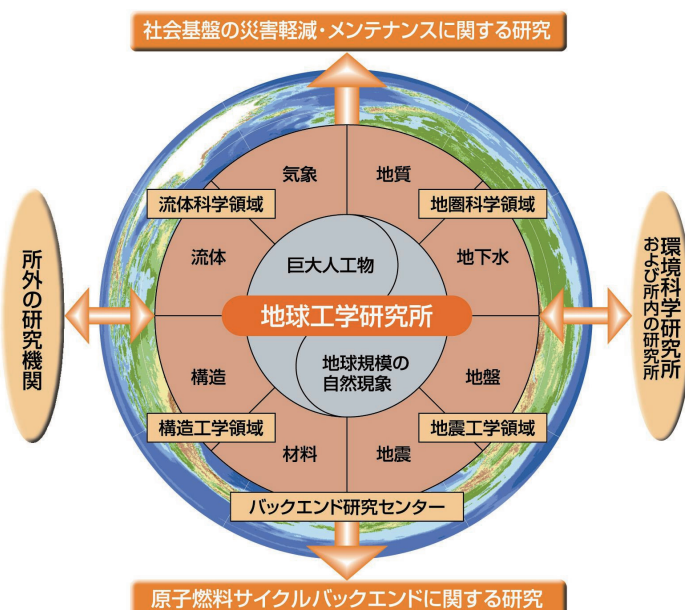 社会基盤の災害軽減・メンテナンスに関する研究
気象
地質
流体科学領域
地圏科学領域
流体
巨大人工物
地下水
所外の研究機関
地球工学研究所
環境科学研究所
および所内の研究所
構造
地球規模の
自然現象
地盤
構造工学領域
地震工学領域
材料
地震
バックエンド研究センター
原子燃料サイクルバックエンドに関する研究